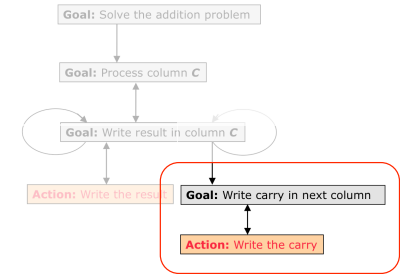 Goal: Solve the addition problem
Goal: Process column C
Goal: Write result in column C
Action: Write the result
Goal: Write carry in next column
Action: Write the carry